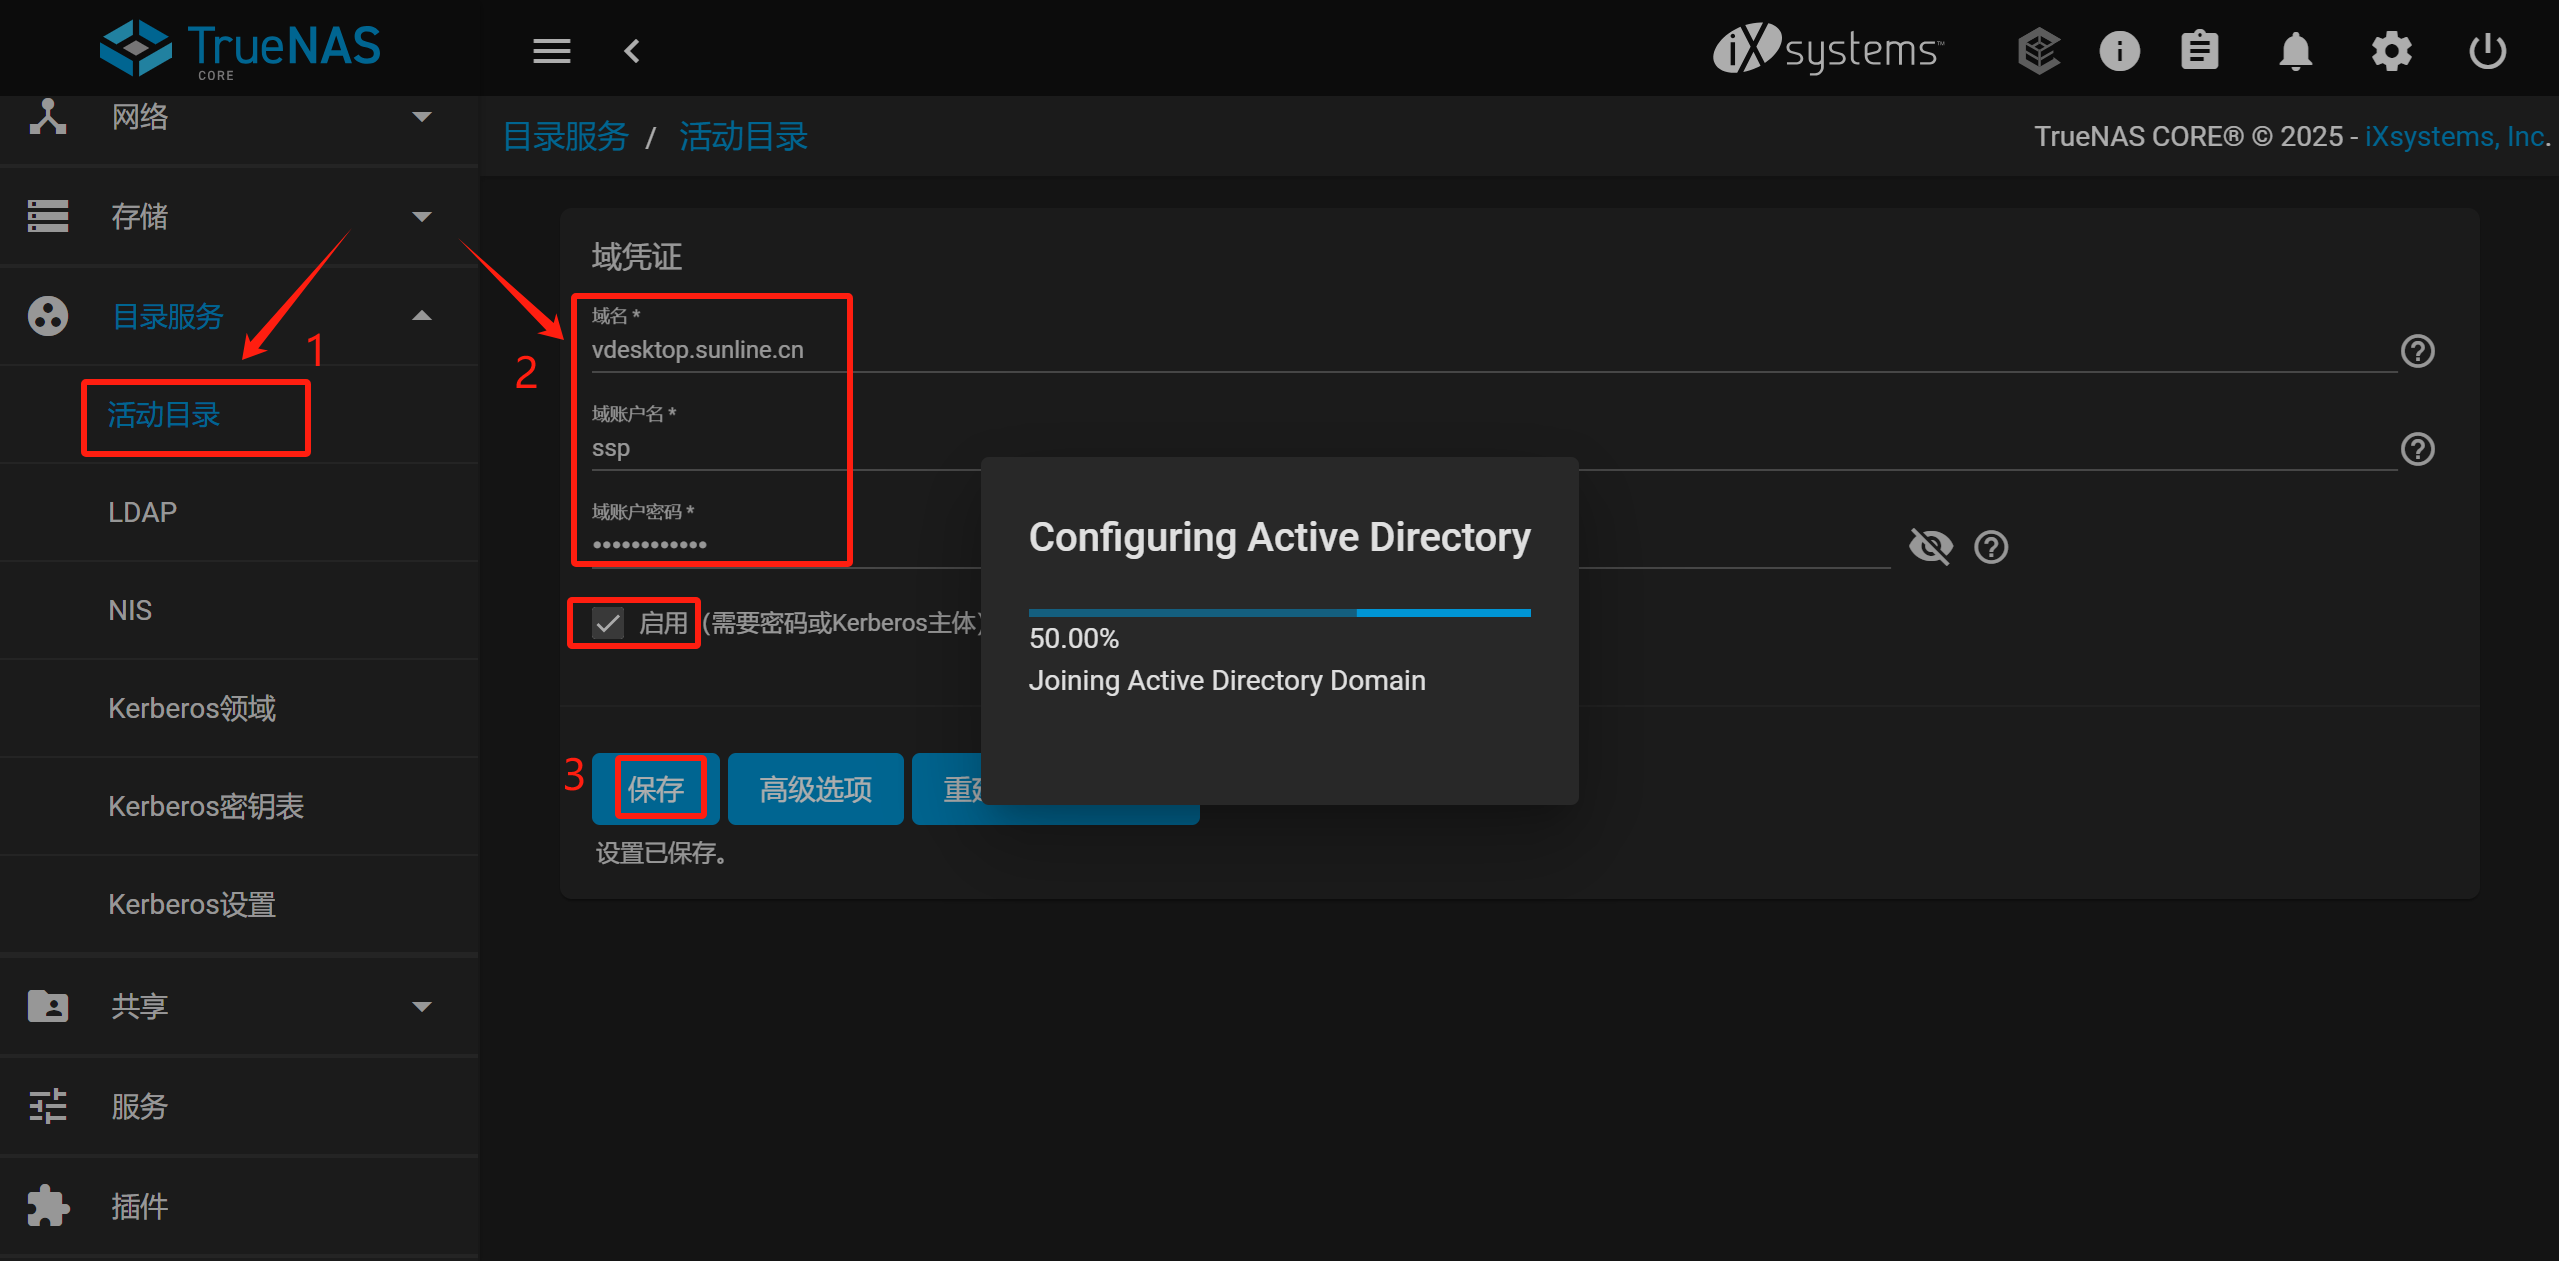 TrueNAS
CORE
iXsystems™
网络
存储
目录服务
1
活动目录
LDAP
NIS
Kerberos领域
Kerberos密钥表
Kerberos设置
共享
服务
插件
目录服务 / 活动目录
TrueNAS CORE® © 2025 - iXsystems, Inc.
域凭证
2
域名 *
vdesktop.sunline.cn
域账户名 *
ssp
域账户密码 *
••••••••••••
启用 (需要密码或Kerberos主体)
Configuring Active Directory
50.00%
Joining Active Directory Domain
3
保存
高级选项
重
设置已保存。